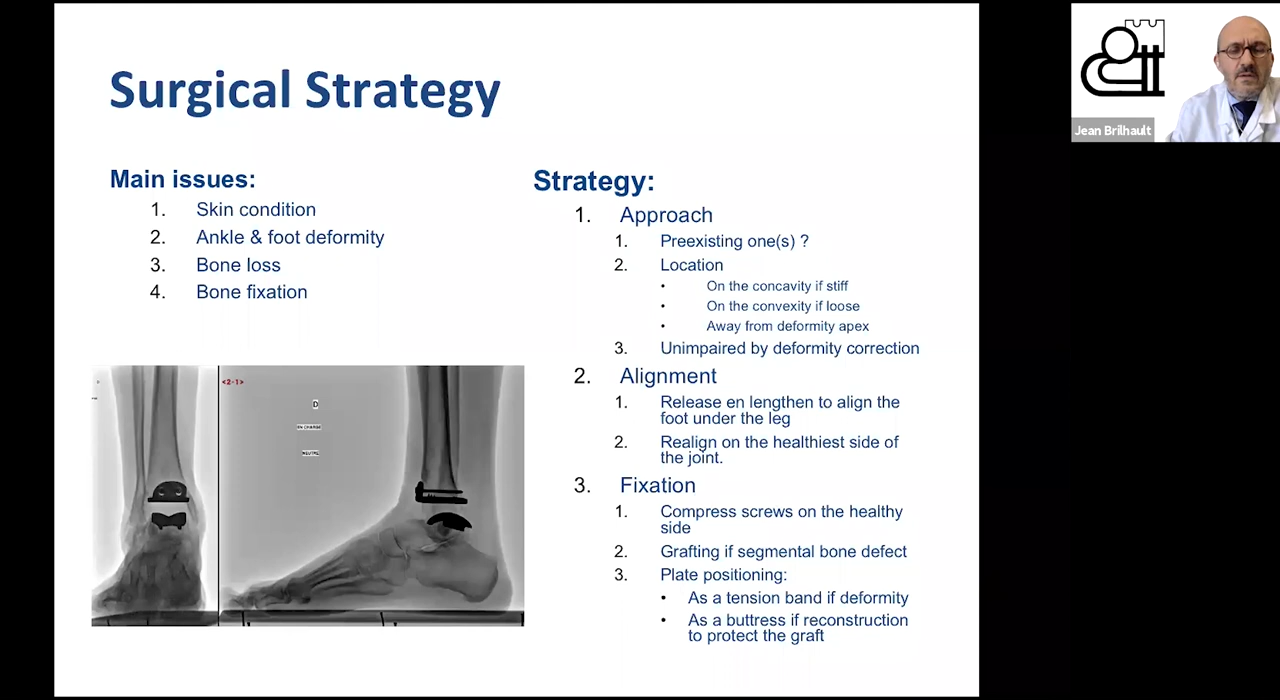 Surgical Strategy
Main issues:
1. Skin condition
2. Ankle & foot deformity
3. Bone loss
4. Bone fixation
Strategy:
1. Approach
1. Preexisting one(s) ?
2. Location
• On the concavity if stiff
• On the convexity if loose
• Away from deformity apex
3. Unimpaired by deformity correction
2. Alignment
1. Release en lengthen to align the
foot under the leg
2. Realign on the healthiest side of
the joint.
3. Fixation
1. Compress screws on the healthy
side
2. Grafting if segmental bone defect
3. Plate positioning:
• As a tension band if deformity
• As a buttress if reconstruction
to protect the graft
<2-1>
D
EN CHARGE
Jean Brilhault